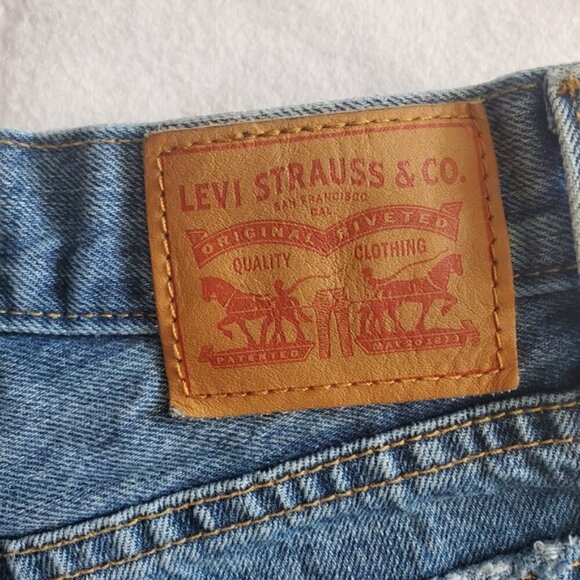 LEVI STRAUSS & CO.
SAN FRANCISCO
CAL.
ORIGINAL RIVETED
QUALITY CLOTHING
PATENTED